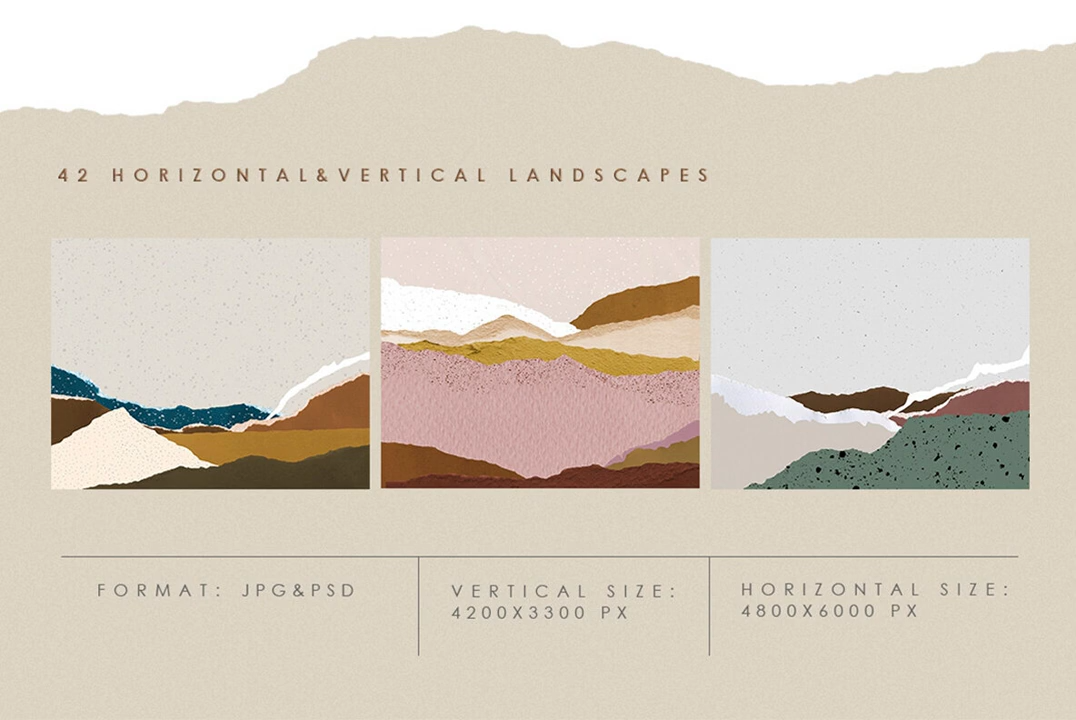 42 HORIZONTAL&VERTICAL LANDSCAPES
FORMAT: JPG&PSD
VERTICAL SIZE:
4200X3300 PX
HORIZONTAL SIZE:
4800X6000 PX